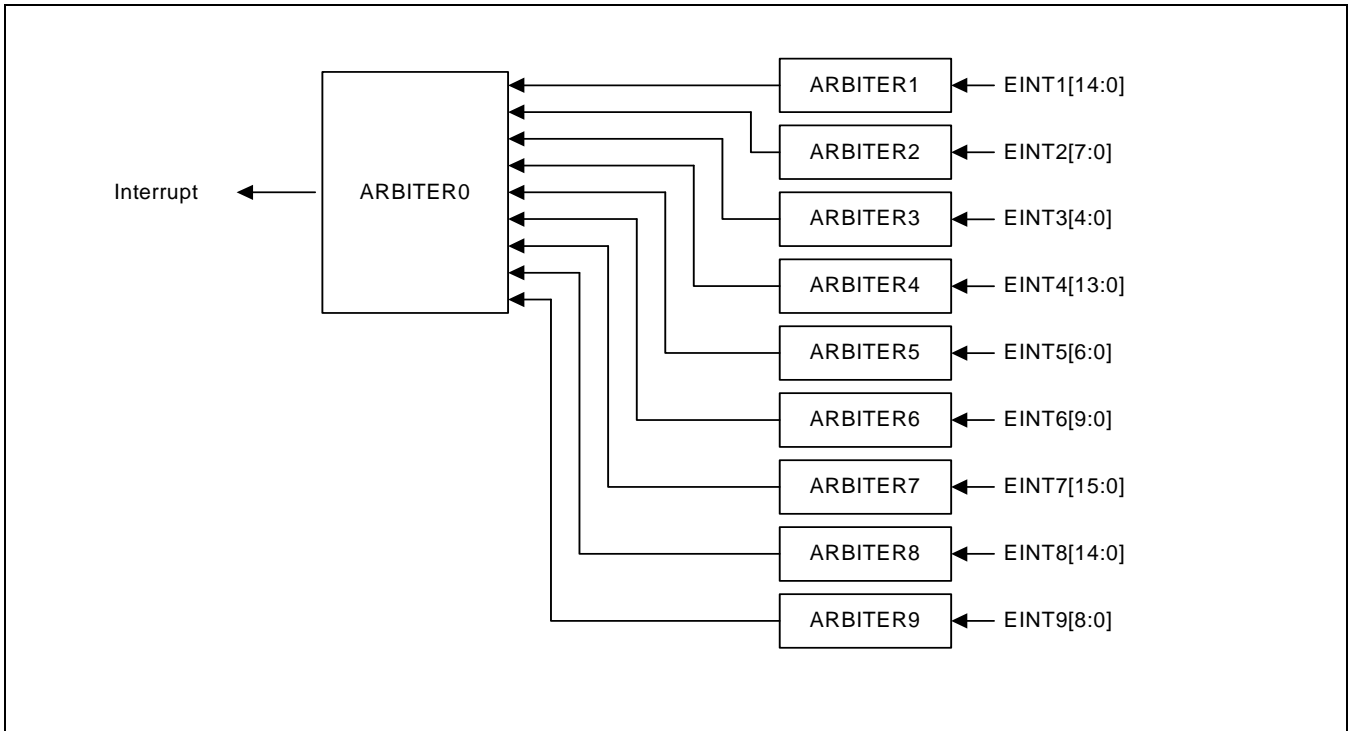 ARBITER1 EINT1[14:0]
ARBITER2 EINT2[7:0]
Interrupt ARBITER0 ARBITER3 EINT3[4:0]
ARBITER4 EINT4[13:0]
ARBITER5 EINT5[6:0]
ARBITER6 EINT6[9:0]
ARBITER7 EINT7[15:0]
ARBITER8 EINT8[14:0]
ARBITER9 EINT9[8:0]